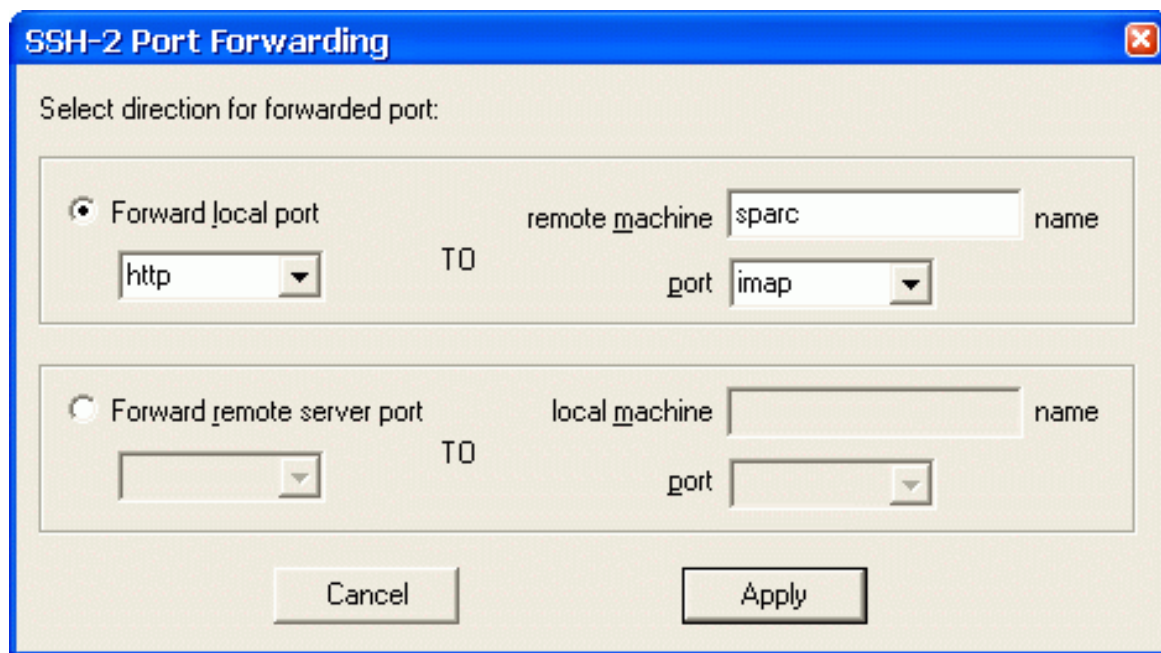 SSH-2 Port Forwarding
Select direction for forwarded port:
Forward local port
remote machine sparc name
http
TO
port imap
Forward remote server port
local machine name
TO
port
Cancel Apply